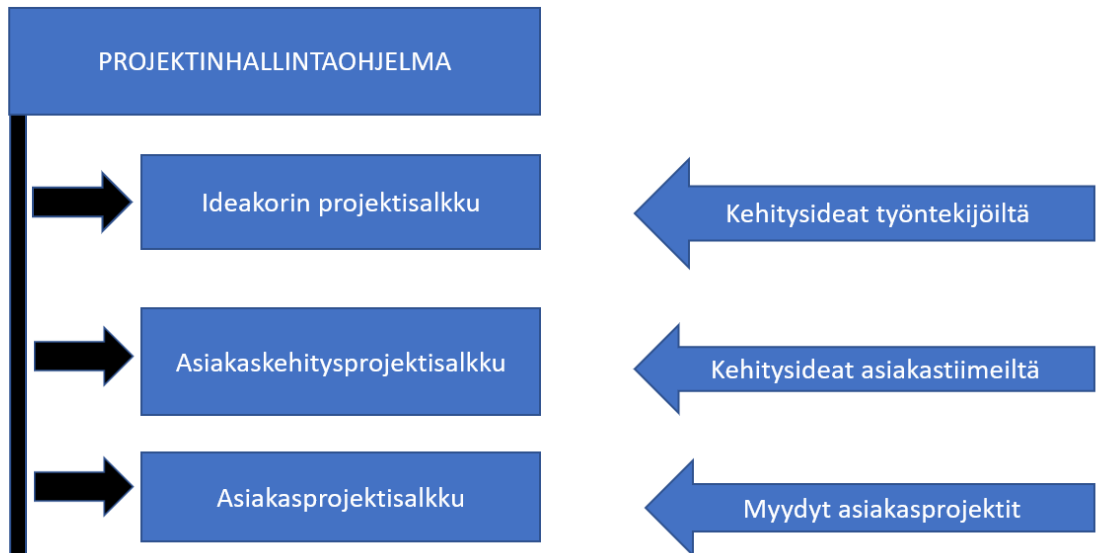 PROJEKTINHALLINTAOHJELMA
Ideakorin projektisalkku
Kehitysideat työntekijöiltä
Asiakaskehitysprojektisalkku
Kehitysideat asiakastiimeiltä
Asiakasprojektisalkku
Myydyt asiakasprojektit